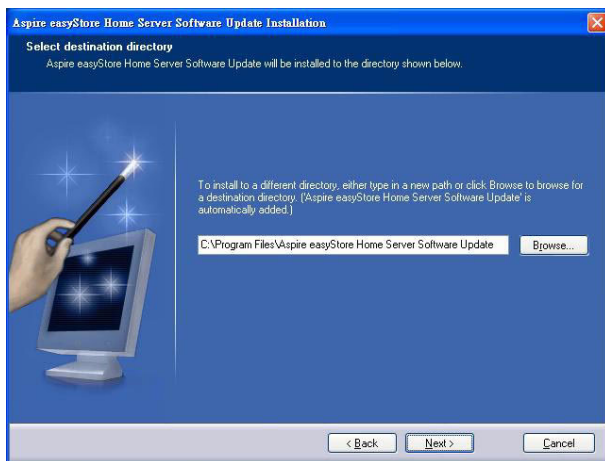 Aspire easyStore Home Server Software Update Installation
Select destination directory
Aspire easyStore Home Server Software Update will be installed to the directory shown below.
To install to a different directory, either type in a new path or click Browse to browse for
a destination directory. ('Aspire easyStore Home Server Software Update' is
automatically added.)
C:\Program Files\Aspire easyStore Home Server Software Update
Browse...
< Back
Next >
Cancel